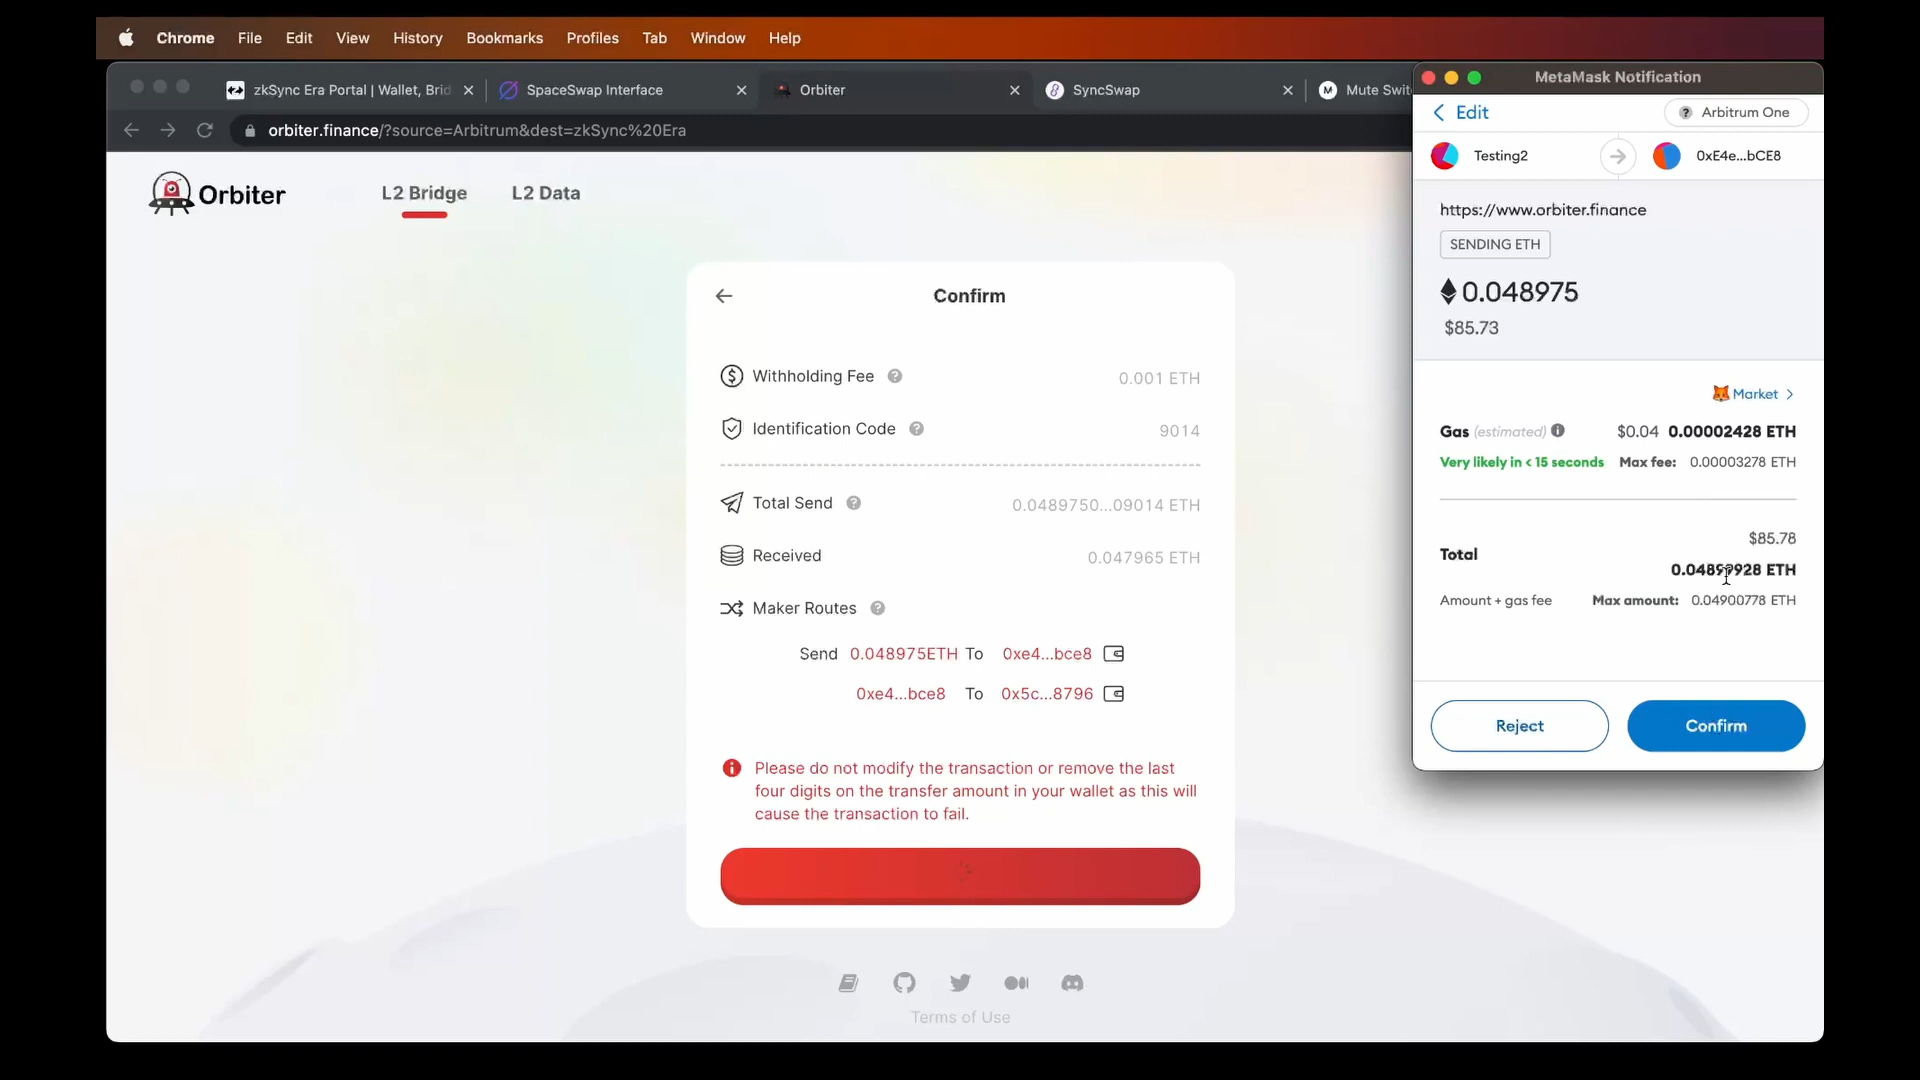 Chrome File Edit View History Bookmarks Profiles Tab Window Help
zkSync Era Portal | Wallet, Brid
SpaceSwap Interface
Orbiter
SyncSwap
Mute Swit
orbiter.finance/?source=Arbitrum&dest=zkSync%20Era
Orbiter
L2 Bridge
L2 Data
Confirm
Withholding Fee
0.001 ETH
Identification Code
9014
Total Send
0.0489750...09014 ETH
Received
0.047965 ETH
Maker Routes
Send 0.048975ETH To 0xe4...bce8
0xe4...bce8 To 0x5c...8796
Please do not modify the transaction or remove the last
four digits on the transfer amount in your wallet as this will
cause the transaction to fail.
Terms of Use
MetaMask Notification
Edit
Arbitrum One
Testing2
0xE4e...bCE8
https://www.orbiter.finance
SENDING ETH
0.048975
$85.73
Market
Gas (estimated) $0.04 0.00002428 ETH
Very likely in < 15 seconds Max fee: 0.00003278 ETH
$85.78
Total
0.04899928 ETH
Amount + gas fee Max amount: 0.04900778 ETH
Reject
Confirm